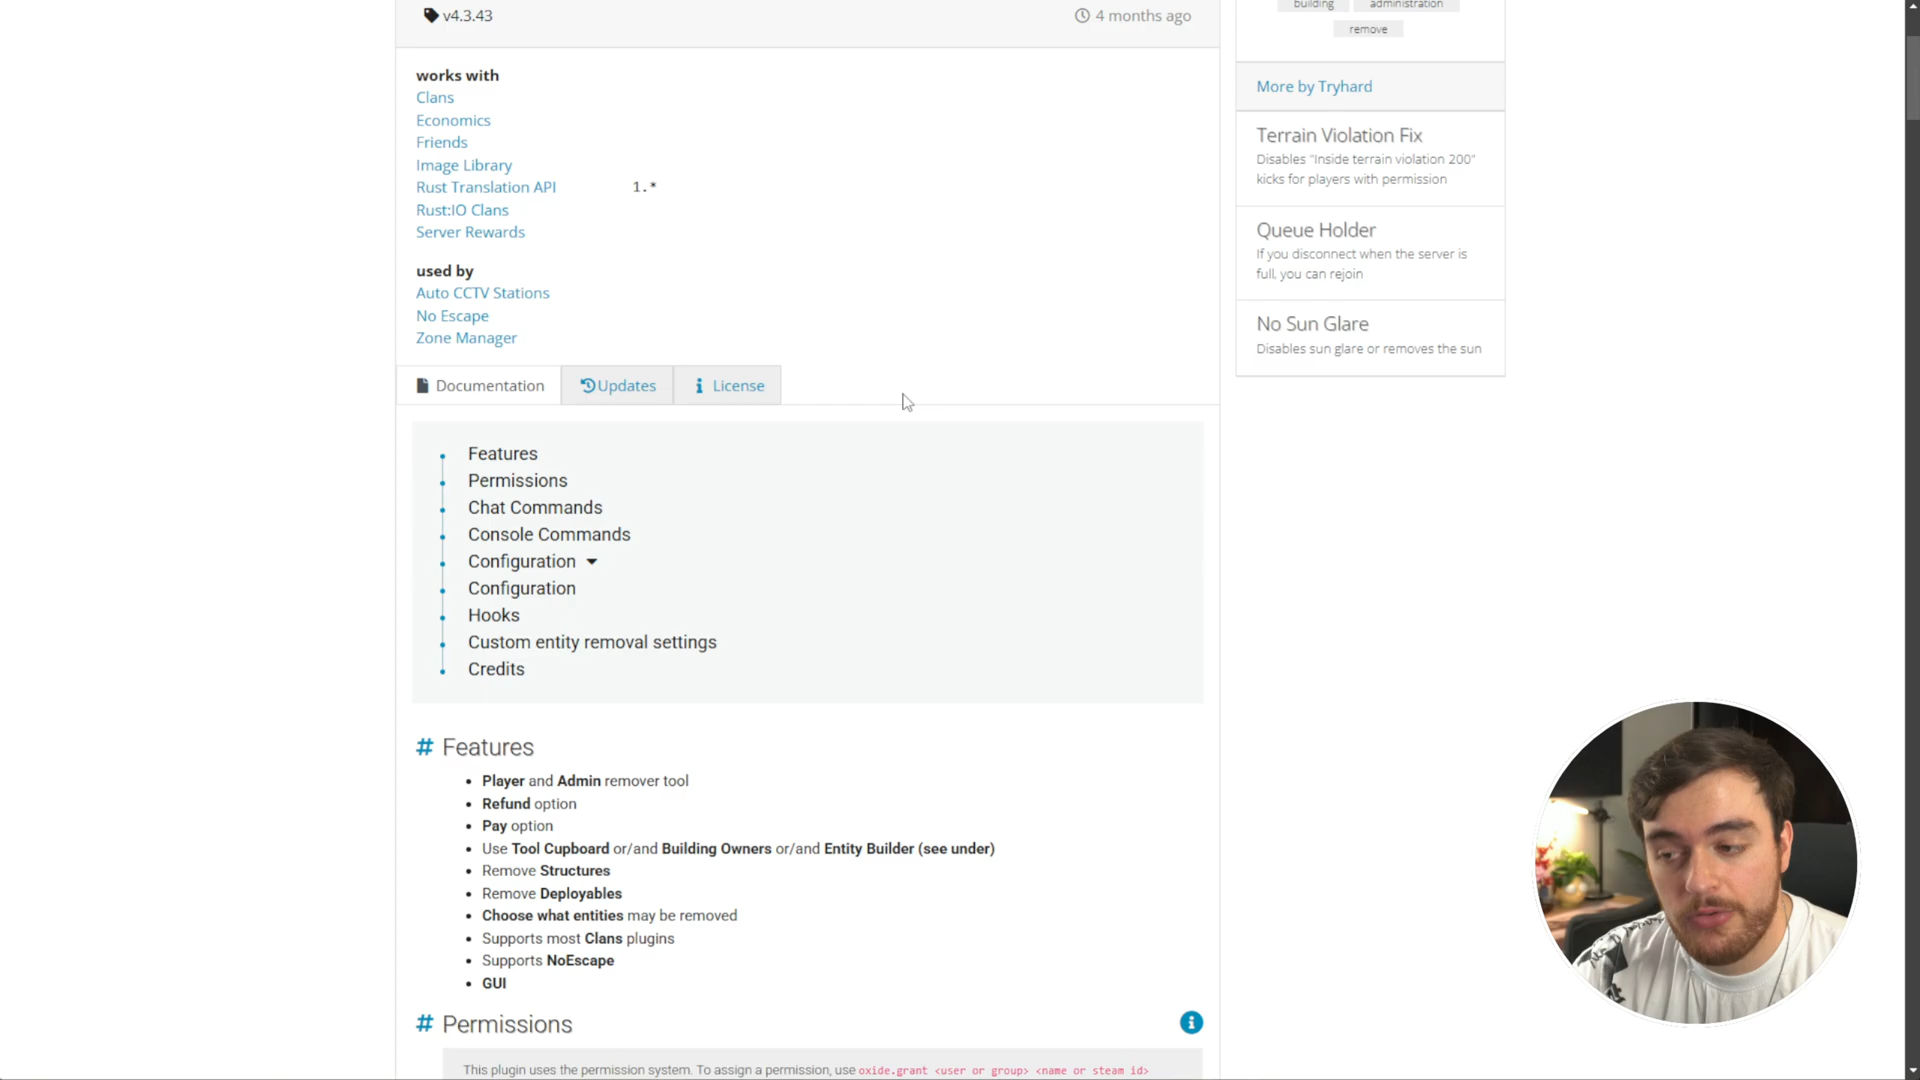 v4.3.43
4 months ago
works with
Clans
Economics
Friends
Image Library
Rust Translation API 1.*
Rust:IO Clans
Server Rewards
used by
Auto CCTV Stations
No Escape
Zone Manager
Documentation
Updates
License
Features
Permissions
Chat Commands
Console Commands
Configuration
Configuration
Hooks
Custom entity removal settings
Credits
# Features
Player and Admin remover tool
Refund option
Pay option
Use Tool Cupboard or/and Building Owners or/and Entity Builder (see under)
Remove Structures
Remove Deployables
Choose what entities may be removed
Supports most Clans plugins
Supports NoEscape
GUI
# Permissions
This plugin uses the permission system. To assign a permission, use oxide.grant <user or group> <name or steam id>
building administration
remove
More by Tryhard
Terrain Violation Fix
Disables "Inside terrain violation 200"
kicks for players with permission
Queue Holder
If you disconnect when the server is
full, you can rejoin
No Sun Glare
Disables sun glare or removes the sun